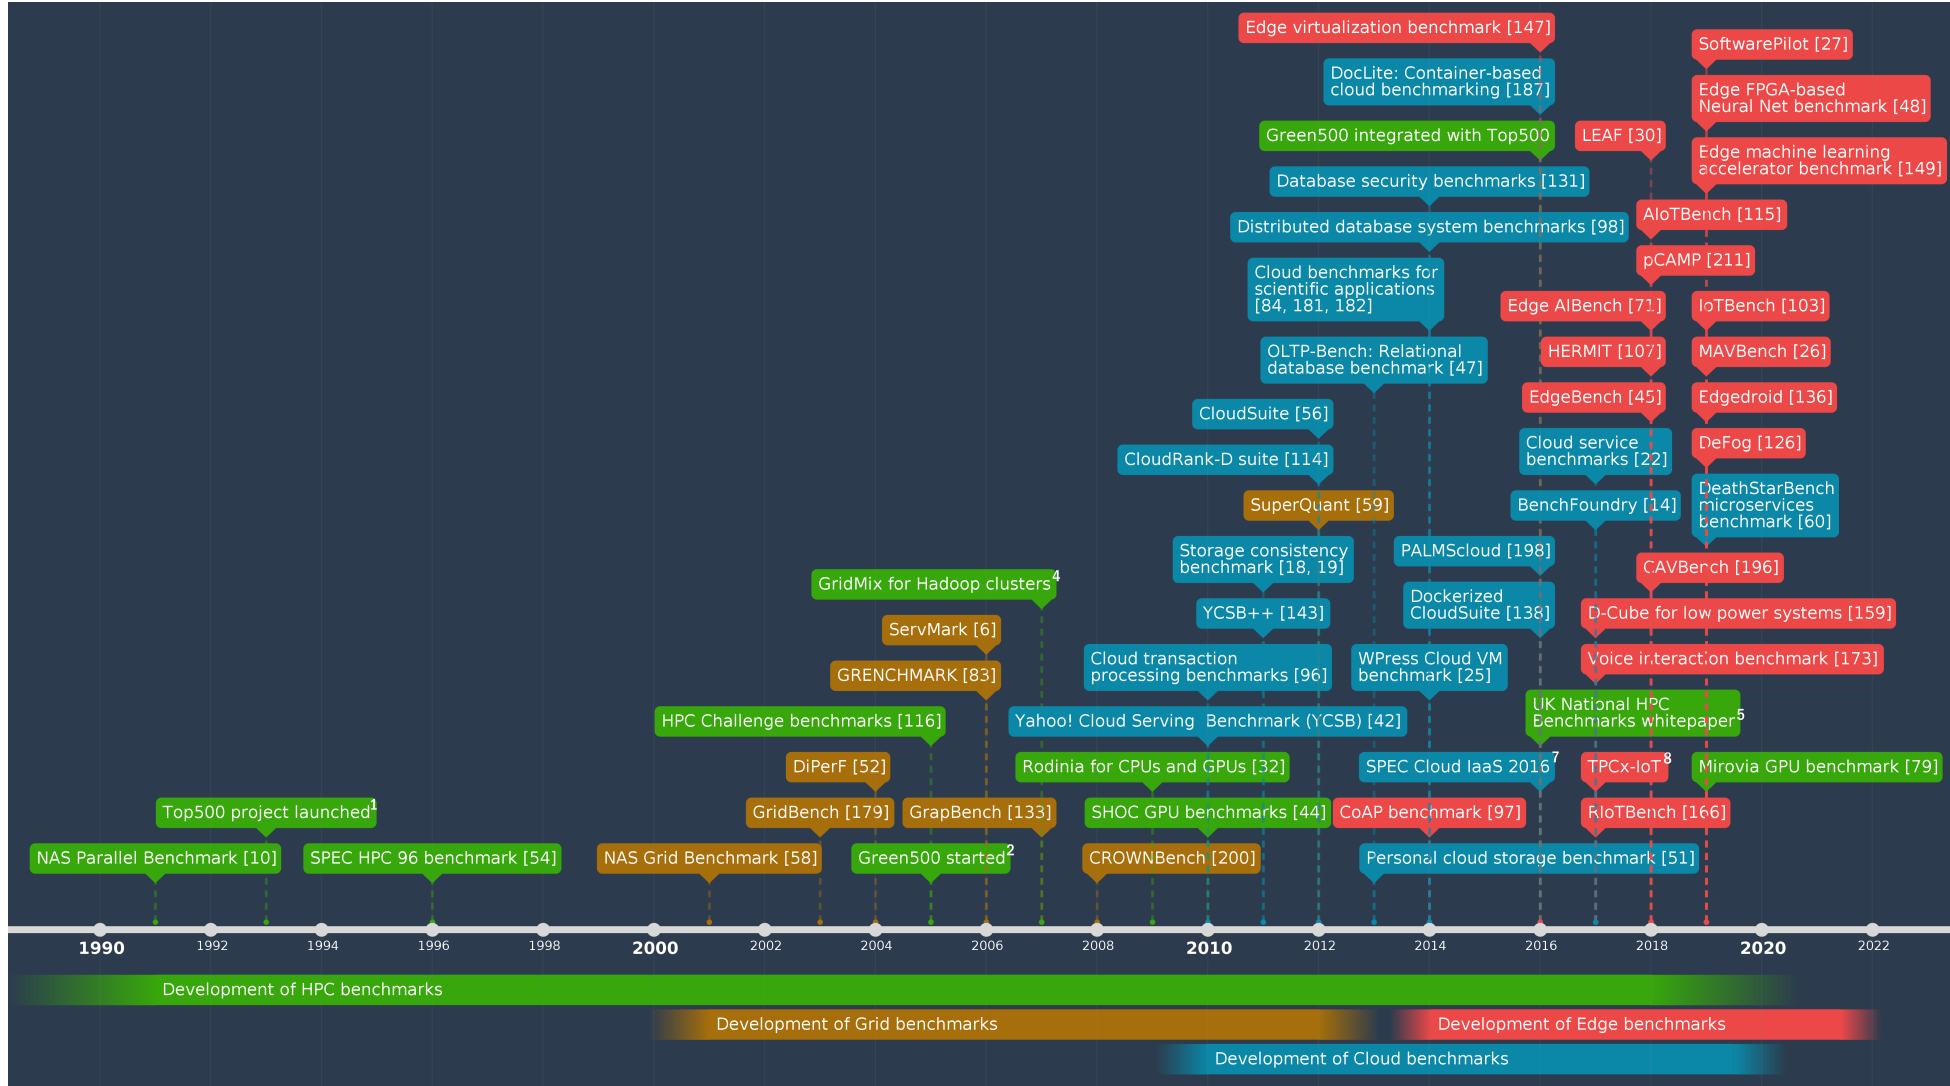 Edge virtualization benchmark [147]
SoftwarePilot [27]
DocLite: Container-based
cloud benchmarking [187]
Edge FPGA-based
Neural Net benchmark [48]
Green500 integrated with Top500
LEAF [30]
Edge machine learning
accelerator benchmark [149]
Database security benchmarks [131]
AIoTBench [115]
Distributed database system benchmarks [98]
pCAMP [211]
Cloud benchmarks for
scientific applications
[84, 181, 182]
Edge AIBench [71]
IoTBench [103]
OLTP-Bench: Relational
database benchmark [47]
HERMIT [107]
MAVBench [26]
CloudSuite [56]
EdgeBench [45]
Edgedroid [136]
CloudRank-D suite [114]
Cloud service
benchmarks [22]
DeFog [126]
SuperQuant [59]
BenchFoundry [14]
DeathStarBench
microservices
benchmark [60]
Storage consistency
benchmark [18, 19]
PALMScloud [198]
CAVBench [196]
GridMix for Hadoop clusters4
YCSB++ [143]
Dockerized
CloudSuite [138]
D-Cube for low power systems [159]
ServMark [6]
GRENCHMARK [83]
Cloud transaction
processing benchmarks [96]
WPress Cloud VM
benchmark [25]
Voice interaction benchmark [173]
HPC Challenge benchmarks [116]
Yahoo! Cloud Serving Benchmark (YCSB) [42]
UK National HPC
Benchmarks whitepaper5
DiPerF [52]
Rodinia for CPUs and GPUs [32]
SPEC Cloud IaaS 20167
TPCx-IoT8
Mirovia GPU benchmark [79]
Top500 project launched1
GridBench [179]
GrapBench [133]
SHOC GPU benchmarks [44]
CoAP benchmark [97]
RIoTBench [166]
NAS Parallel Benchmark [10]
SPEC HPC 96 benchmark [54]
NAS Grid Benchmark [58]
Green500 started2
CROWNBench [200]
Personal cloud storage benchmark [51]
1990 1992 1994 1996 1998 2000 2002 2004 2006 2008 2010 2012 2014 2016 2018 2020 2022
Development of HPC benchmarks
Development of Grid benchmarks
Development of Edge benchmarks
Development of Cloud benchmarks